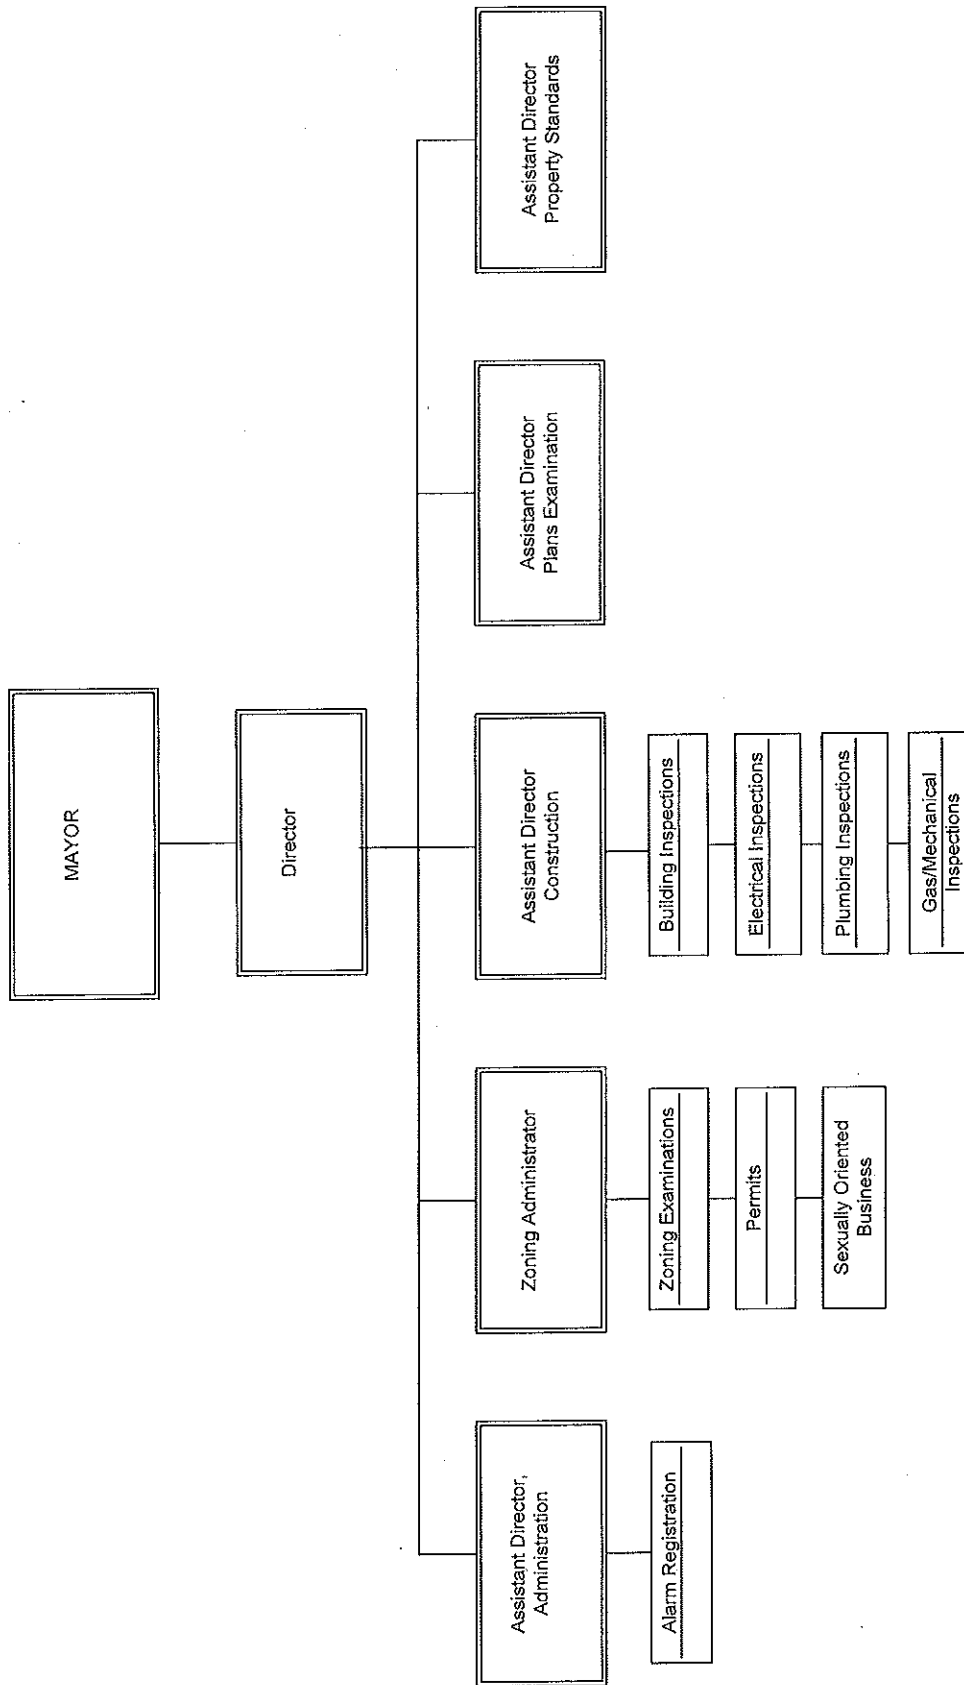 MAYOR
Director
Assistant Director,
Administration
Zoning Administrator
Assistant Director
Construction
Assistant Director
Plans Examination
Assistant Director
Property Standards
Alarm Registration
Zoning Examinations
Permits
Sexually Oriented
Business
Building Inspections
Electrical Inspections
Plumbing Inspections
Gas/Mechanical
Inspections